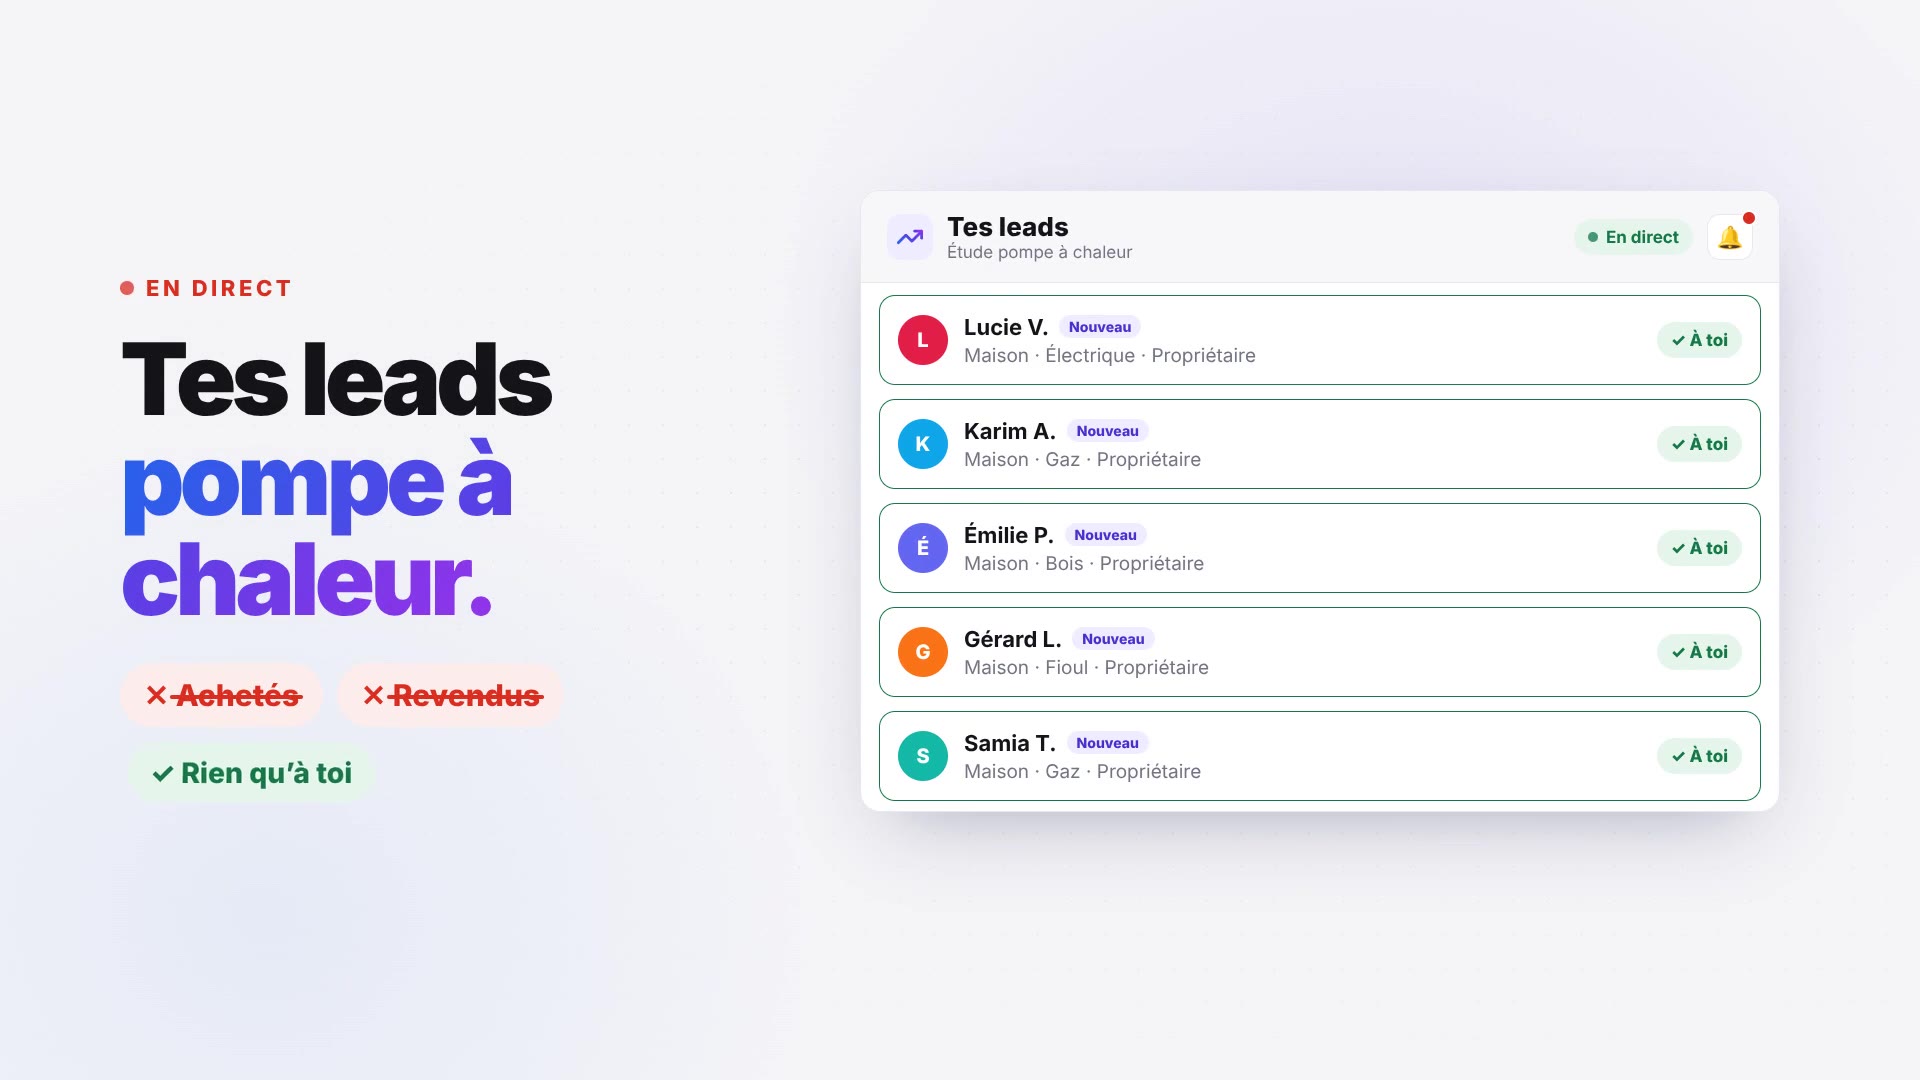 EN DIRECT
Tes leads
pompe à
chaleur.
✕ Achetés
✕ Revendus
✓ Rien qu’à toi
Tes leads
Étude pompe à chaleur
En direct
L
Lucie V.
Nouveau
Maison · Électrique · Propriétaire
✓ À toi
K
Karim A.
Nouveau
Maison · Gaz · Propriétaire
✓ À toi
É
Émilie P.
Nouveau
Maison · Bois · Propriétaire
✓ À toi
G
Gérard L.
Nouveau
Maison · Fioul · Propriétaire
✓ À toi
S
Samia T.
Nouveau
Maison · Gaz · Propriétaire
✓ À toi